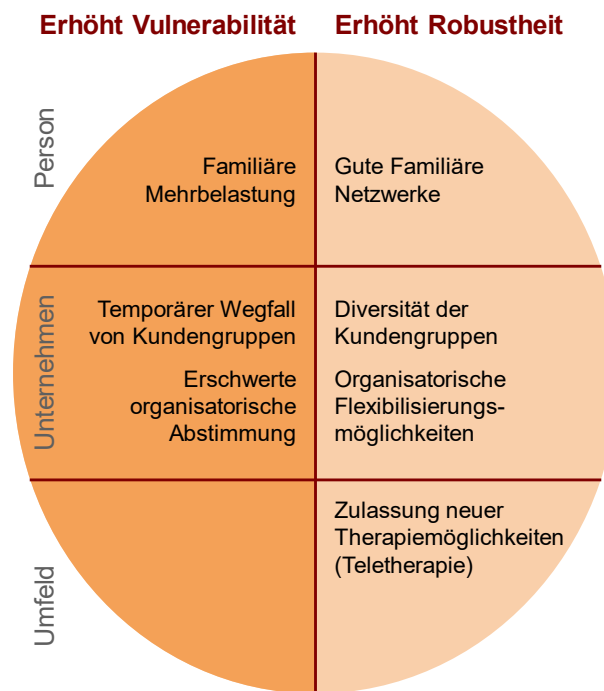 Erhöht Vulnerabilität
Erhöht Robustheit
Person
Familiäre
Mehrbelastung
Gute Familiäre
Netzwerke
Unternehmen
Temporärer Wegfall
von Kundengruppen
Erschwerte
organisatorische
Abstimmung
Diversität der
Kundengruppen
Organisatorische
Flexibilisierungs-
möglichkeiten
Umfeld
Zulassung neuer
Therapiemöglichkeiten
(Teletherapie)